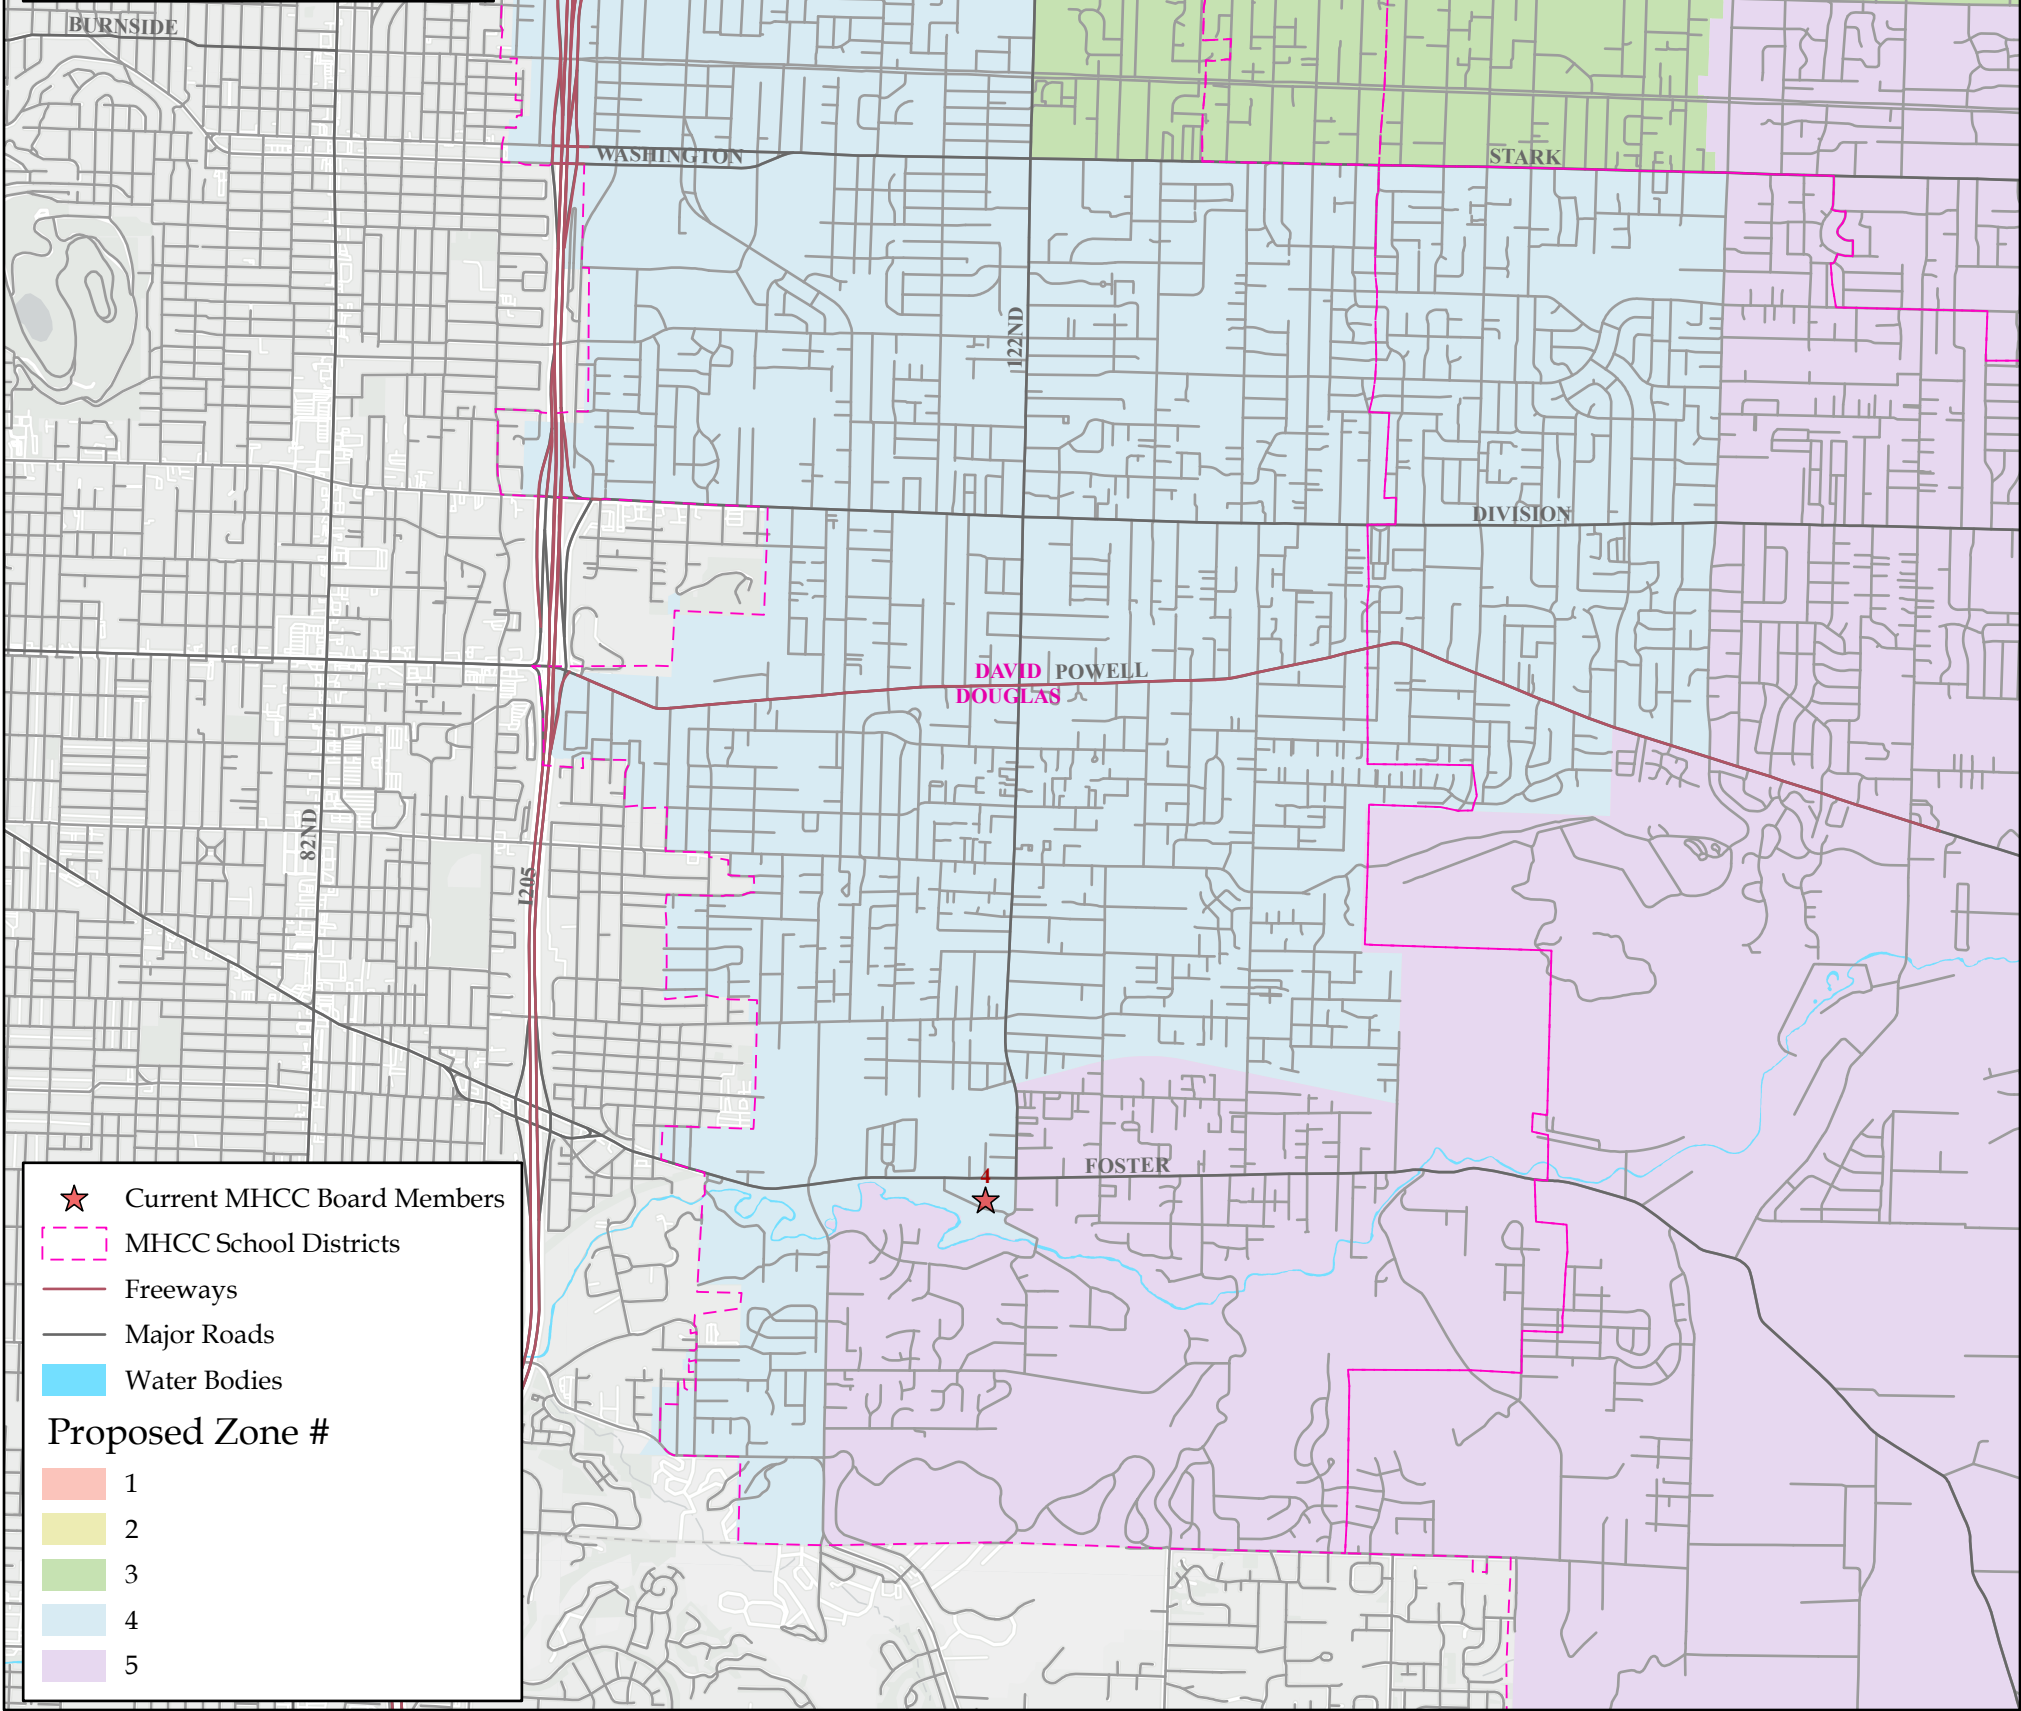 BURNSIDE
WASHINGTON
STARK
122ND
DIVISION
DAVID
DOUGLAS
POWELL
82ND
I205
FOSTER
4
Current MHCC Board Members
MHCC School Districts
Freeways
Major Roads
Water Bodies
Proposed Zone #
1
2
3
4
5